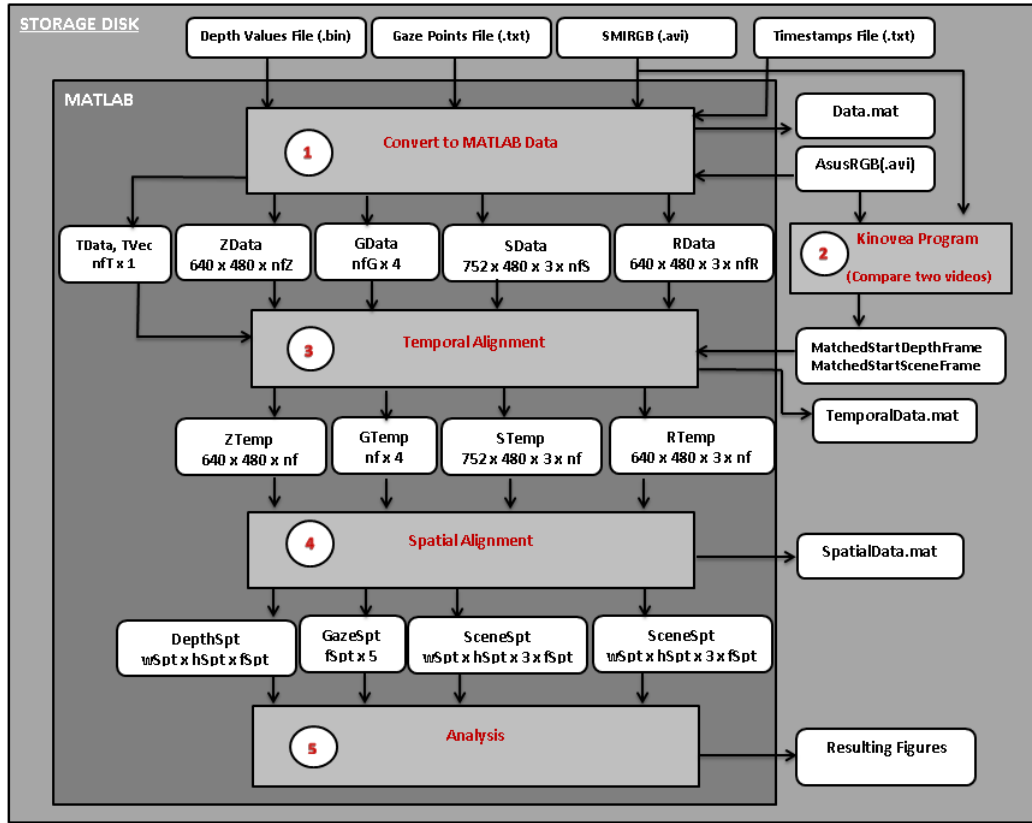 STORAGE DISK
Depth Values File (.bin)
Gaze Points File (.txt)
SMIRGB (.avi)
Timestamps File (.txt)
MATLAB
1
Convert to MATLAB Data
Data.mat
AsusRGB(.avi)
TData, TVec
nfT x 1
ZData
640 x 480 x nfZ
GData
nfG x 4
SData
752 x 480 x 3 x nfS
RData
640 x 480 x 3 x nfR
2
Kinovea Program
(Compare two videos)
3
Temporal Alignment
MatchedStartDepthFrame
MatchedStartSceneFrame
TemporalData.mat
ZTemp
640 x 480 x nf
GTemp
nf x 4
STemp
752 x 480 x 3 x nf
RTemp
640 x 480 x 3 x nf
4
Spatial Alignment
SpatialData.mat
DepthSpt
wSpt x hSpt x fSpt
GazeSpt
fSpt x 5
SceneSpt
wSpt x hSpt x 3 x fSpt
SceneSpt
wSpt x hSpt x 3 x fSpt
5
Analysis
Resulting Figures